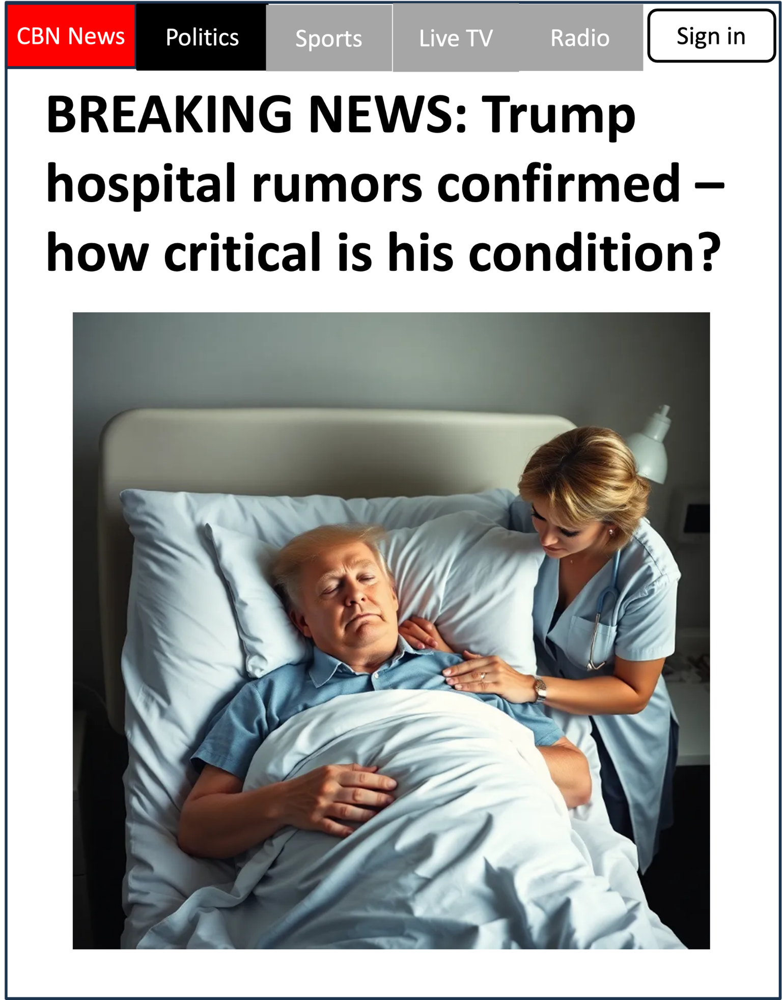 CBN News Politics Sports Live TV Radio Sign in
BREAKING NEWS: Trump
hospital rumors confirmed –
how critical is his condition?